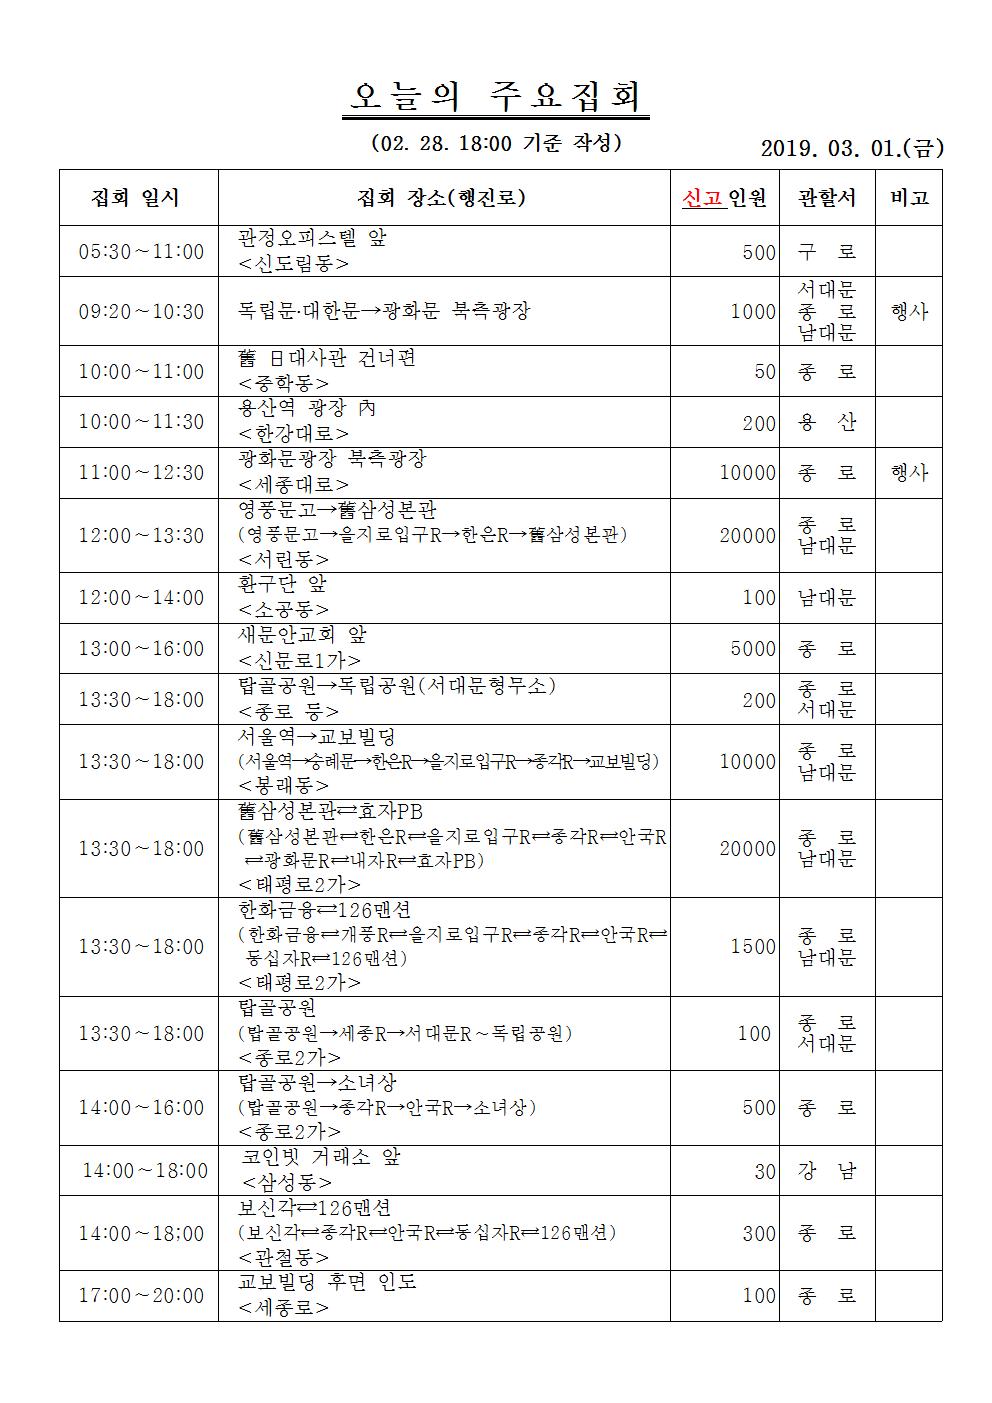 오늘의 주요집회
(02. 28. 18:00 기준 작성)
2019. 03. 01.(금)
집회 일시 집회 장소(행진로) 신고인원 관할서 비고
05:30~11:00 관정오피스텔 앞
<신도림동> 500 구 로
09:20~10:30 독립문·대한문→광화문 북측광장 1000 서대문
종 로
남대문 행사
10:00~11:00 舊 日대사관 건너편
<중학동> 50 종 로
10:00~11:30 용산역 광장 內
<한강대로> 200 용 산
11:00~12:30 광화문광장 북측광장
<세종대로> 10000 종 로 행사
12:00~13:30 영풍문고→舊삼성본관
(영풍문고→을지로입구R→한은R→舊삼성본관)
<서린동> 20000 종 로
남대문
12:00~14:00 환구단 앞
<소공동> 100 남대문
13:00~16:00 새문안교회 앞
<신문로1가> 5000 종 로
13:30~18:00 탑골공원→독립공원(서대문형무소)
<종로 등> 200 종 로
서대문
13:30~18:00 서울역→교보빌딩
(서울역→숭례문→한은R→을지로입구R→종각R→교보빌딩)
<봉래동> 10000 종 로
남대문
13:30~18:00 舊삼성본관⇄효자PB
(舊삼성본관⇄한은R⇄을지로입구R⇄종각R⇄안국R
⇄광화문R⇄내자R⇄효자PB)
<태평로2가> 20000 종 로
남대문
13:30~18:00 한화금융⇄126맨션
(한화금융⇄개풍R⇄을지로입구R⇄종각R⇄안국R⇄
동십자R⇄126맨션)
<태평로2가> 1500 종 로
남대문
13:30~18:00 탑골공원
(탑골공원→세종R→서대문R~독립공원)
<종로2가> 100 종 로
서대문
14:00~16:00 탑골공원→소녀상
(탑골공원→종각R→안국R→소녀상)
<종로2가> 500 종 로
14:00~18:00 코인빗 거래소 앞
<삼성동> 30 강 남
14:00~18;00 보신각⇄126맨션
(보신각⇄종각R⇄안국R⇄동십자R⇄126맨션)
<관철동> 300 종 로
17:00~20:00 교보빌딩 후면 인도
<세종로> 100 종 로